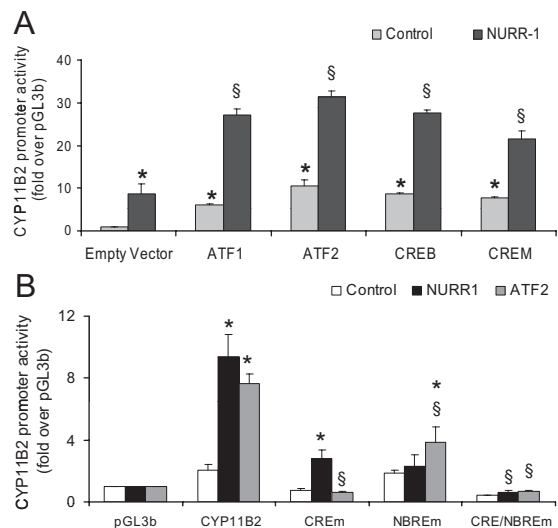 A
Control NURR-1
CYP11B2 promoter activity
(fold over pGL3b)
40
30
20
10
0
* * * * *
§ § § §
Empty Vector ATF1 ATF2 CREB CREM
B
Control NURR1 ATF2
CYP11B2 promoter activity
(fold over pGL3b)
12
8
4
0
* * * *
§ § § §
pGL3b CYP11B2 CREm NBREm CRE/NBREm